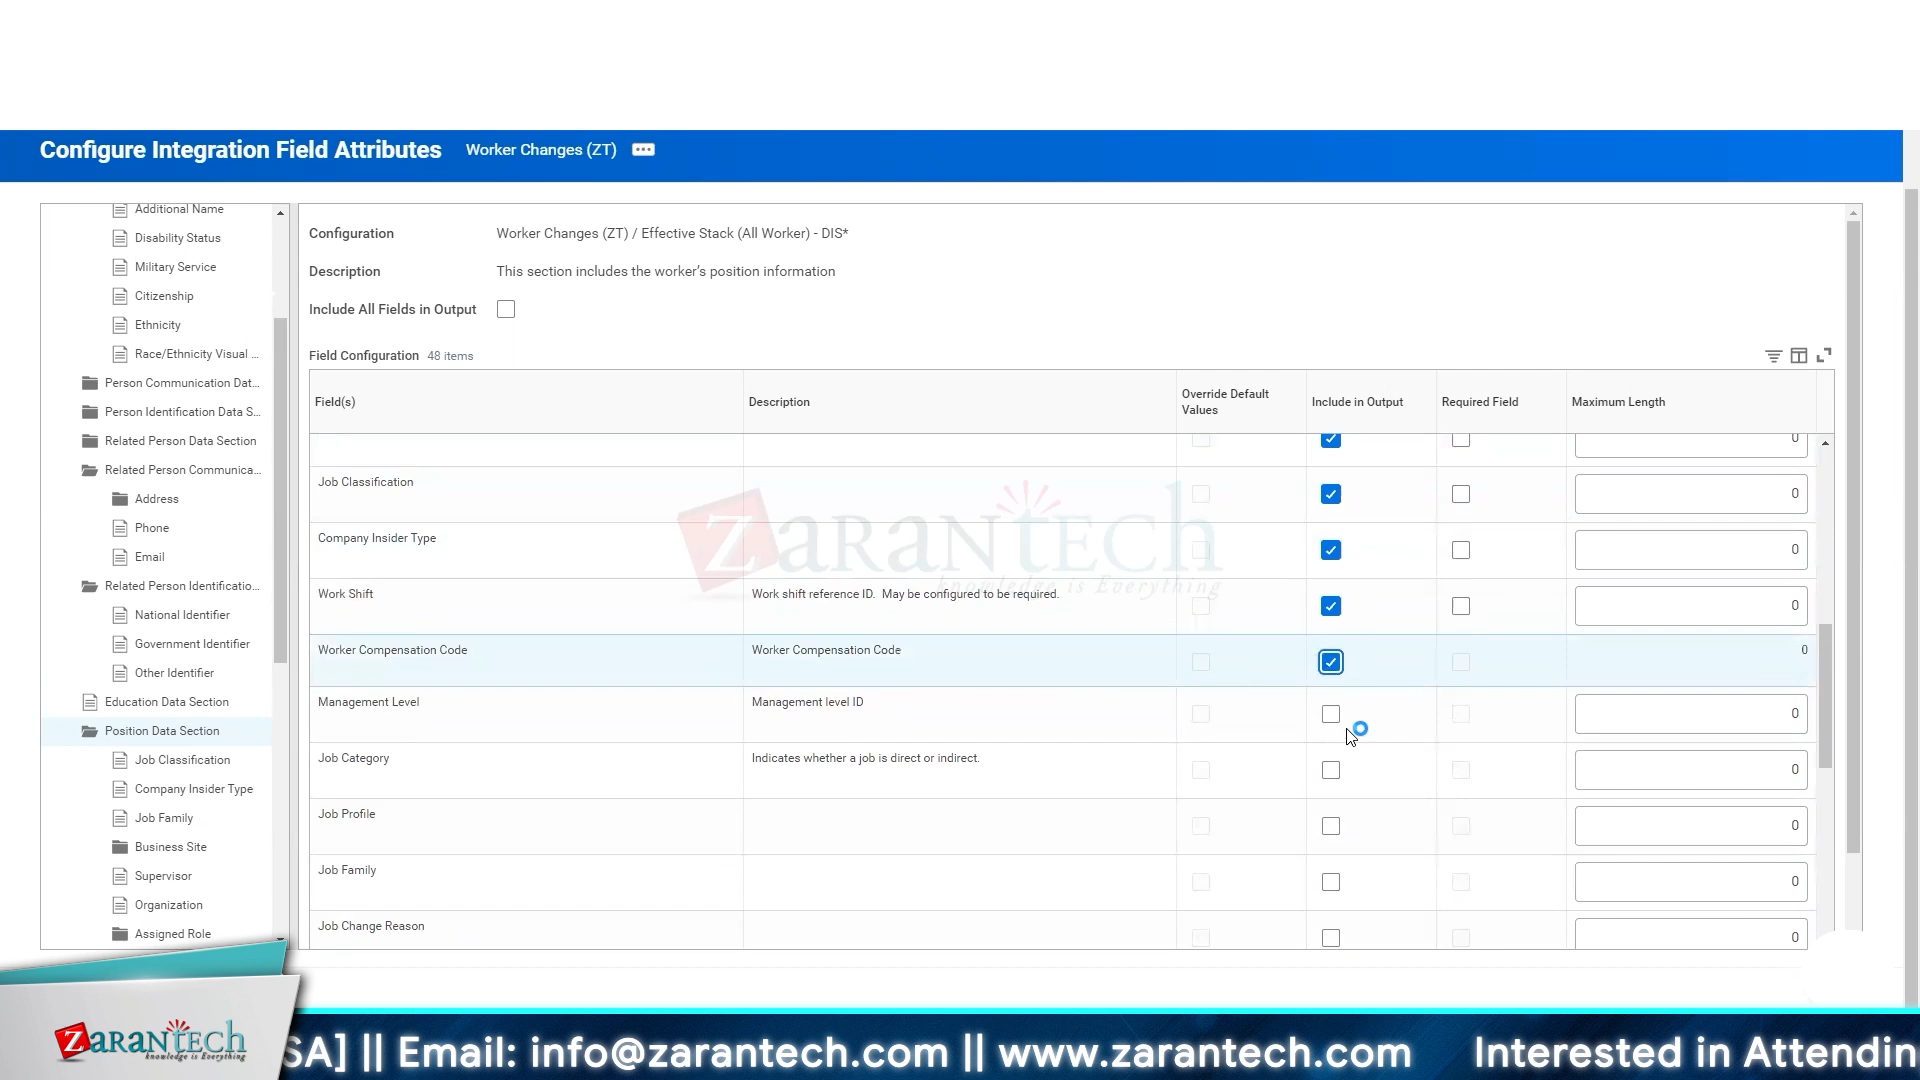 Configure Integration Field Attributes Worker Changes (ZT)
Additional Name
Disability Status
Military Service
Citizenship
Ethnicity
Race/Ethnicity Visual ...
Person Communication Dat...
Person Identification Data S...
Related Person Data Section
Related Person Communica...
Address
Phone
Email
Related Person Identificatio...
National Identifier
Government Identifier
Other Identifier
Education Data Section
Position Data Section
Job Classification
Company Insider Type
Job Family
Business Site
Supervisor
Organization
Assigned Role
Configuration Worker Changes (ZT) / Effective Stack (All Worker) - DIS*
Description This section includes the worker's position information
Include All Fields in Output
Field Configuration 48 items
Field(s) Description Override Default Values Include in Output Required Field Maximum Length
0
Job Classification 0
Company Insider Type 0
Work Shift Work shift reference ID. May be configured to be required. 0
Worker Compensation Code Worker Compensation Code 0
Management Level Management level ID 0
Job Category Indicates whether a job is direct or indirect. 0
Job Profile 0
Job Family 0
Job Change Reason 0
ZARANTECH
knowledge is Everything
ZARANTECH
knowledge is Everything
SA] || Email: info@zarantech.com || www.zarantech.com Interested in Attendin